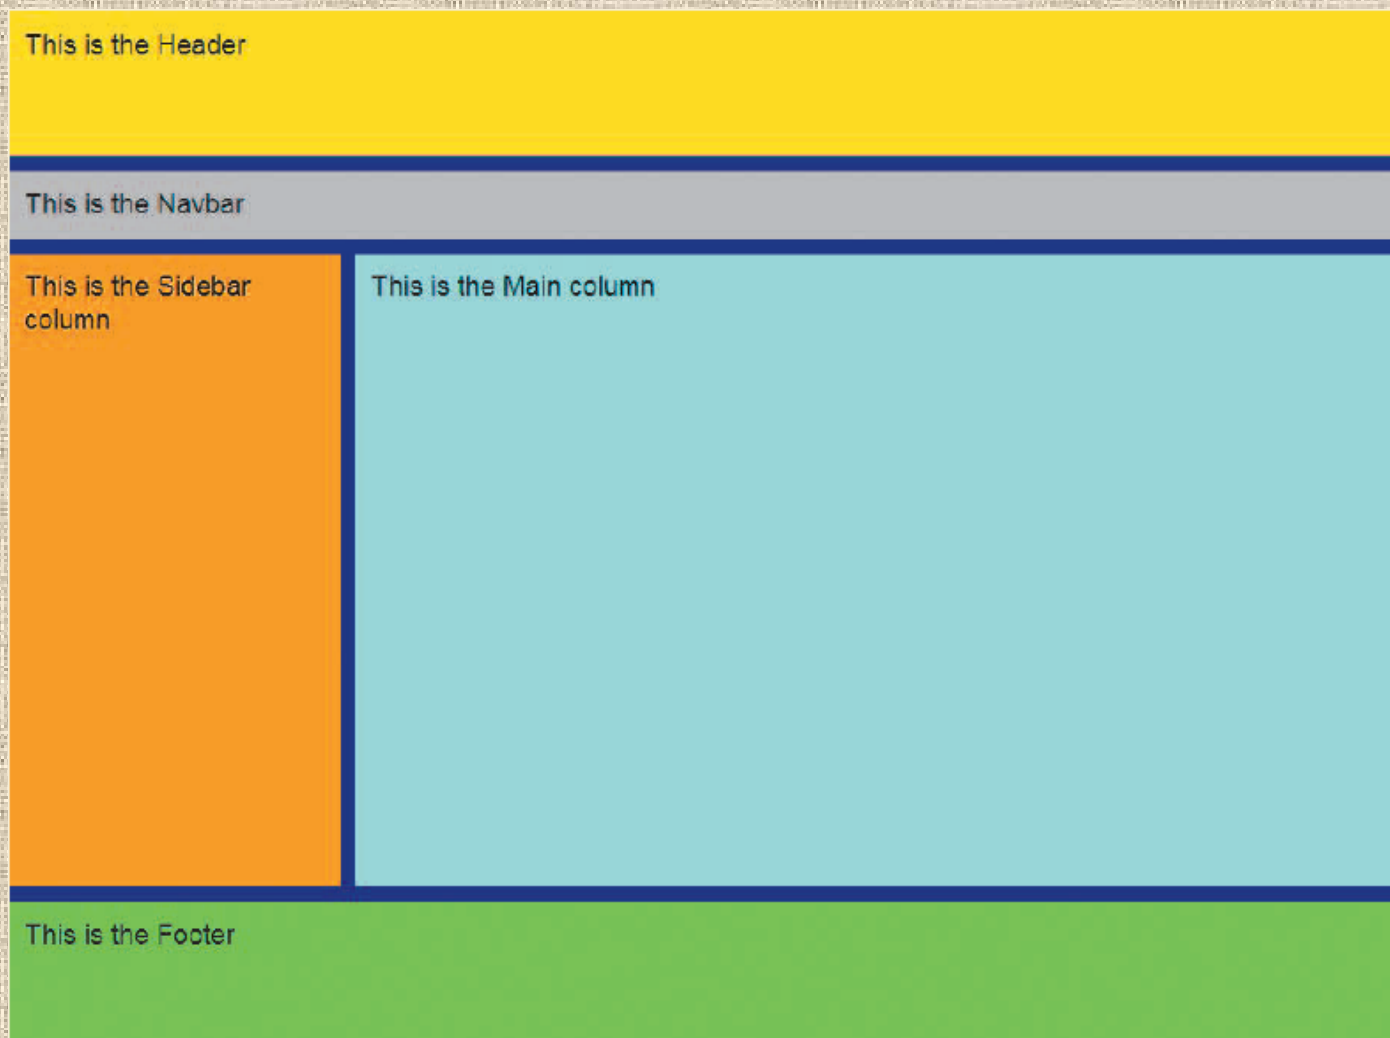 This is the Header
This is the Navbar
This is the Sidebar
column
This is the Main column
This is the Footer